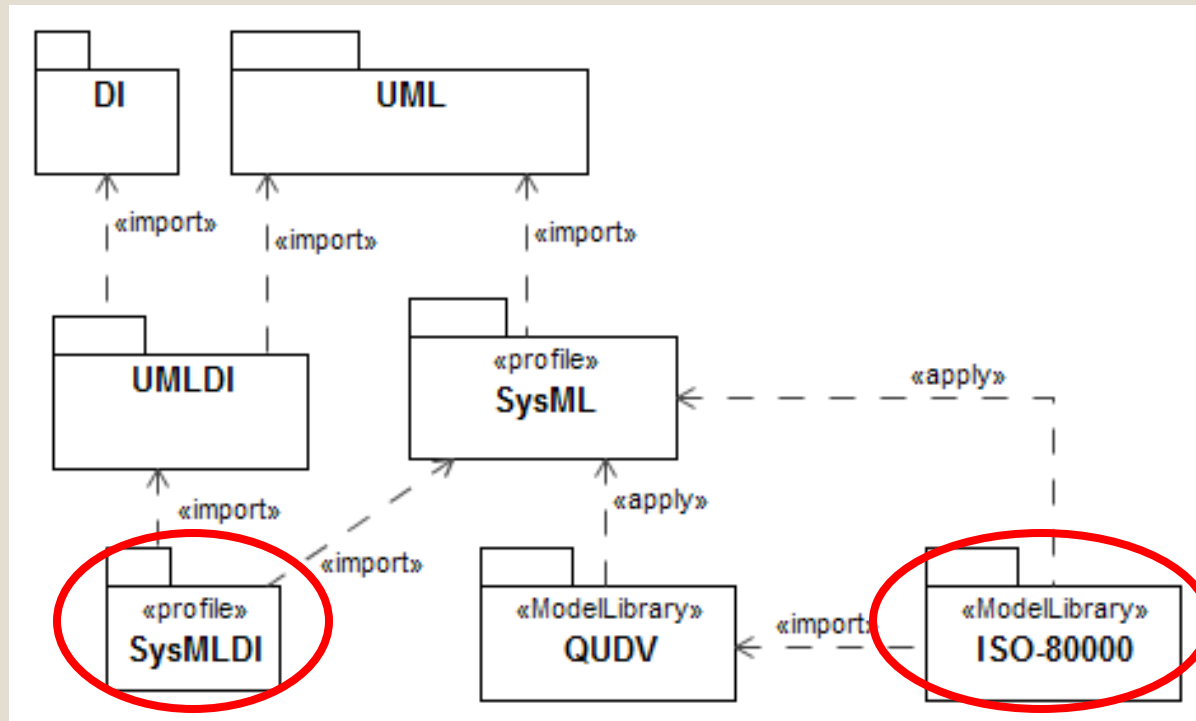 DI
UML
«import»
«import»
«import»
UMLDI
«profile»
SysML
«apply»
«import»
«apply»
«import»
«profile»
SysMLDI
«ModelLibrary»
QUDV
«import»
«ModelLibrary»
ISO-80000